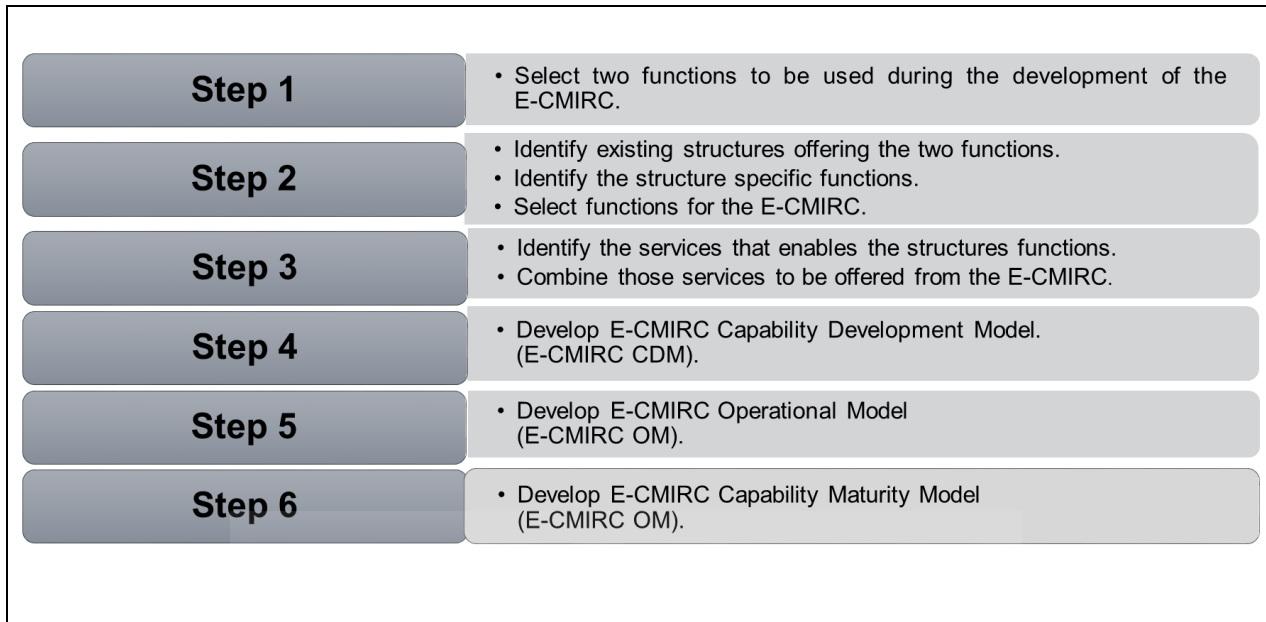 Step 1
• Select two functions to be used during the development of the
E-CMIRC.
Step 2
• Identify existing structures offering the two functions.
• Identify the structure specific functions.
• Select functions for the E-CMIRC.
Step 3
• Identify the services that enables the structures functions.
• Combine those services to be offered from the E-CMIRC.
Step 4
• Develop E-CMIRC Capability Development Model.
(E-CMIRC CDM).
Step 5
• Develop E-CMIRC Operational Model
(E-CMIRC OM).
Step 6
• Develop E-CMIRC Capability Maturity Model
(E-CMIRC OM).